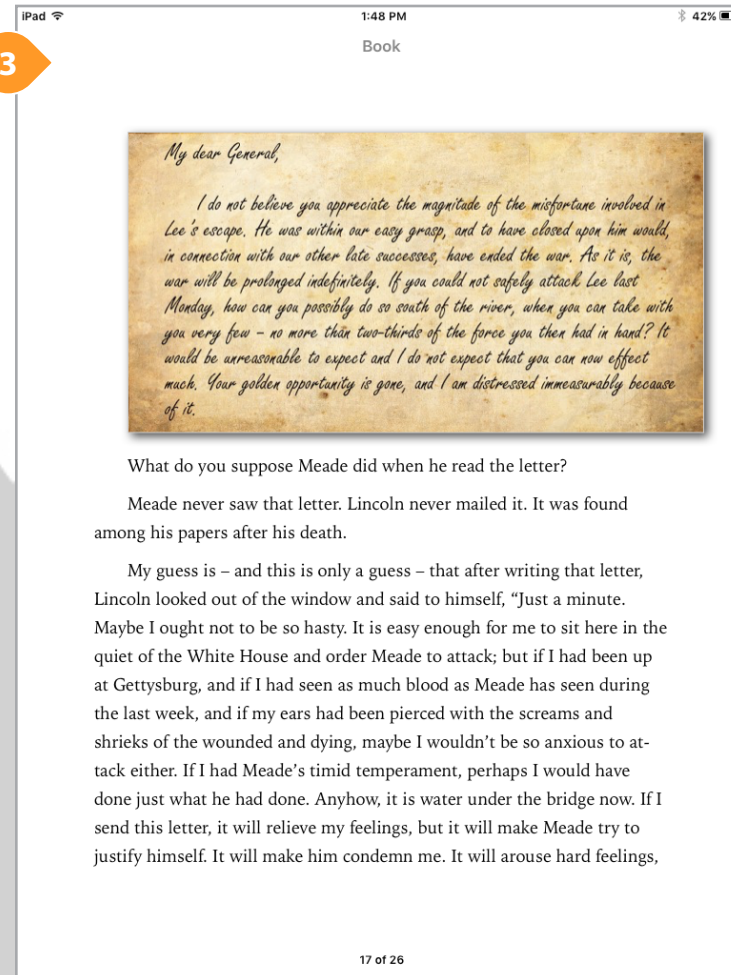 iPad
1:48 PM
42%
Book
3
My dear General,
I do not believe you appreciate the magnitude of the misfortune involved in
Lee's escape. He was within our easy grasp, and to have closed upon him would,
in connection with our other late successes, have ended the war. As it is, the
war will be prolonged indefinitely. If you could not safely attack Lee last
Monday, how can you possibly do so south of the river, when you can take with
you very few – no more than two-thirds of the force you then had in hand? It
would be unreasonable to expect and I do not expect that you can now effect
much. Your golden opportunity is gone, and I am distressed immeasurably because
of it.
What do you suppose Meade did when he read the letter?
Meade never saw that letter. Lincoln never mailed it. It was found
among his papers after his death.
My guess is – and this is only a guess – that after writing that letter,
Lincoln looked out of the window and said to himself, “Just a minute.
Maybe I ought not to be so hasty. It is easy enough for me to sit here in the
quiet of the White House and order Meade to attack; but if I had been up
at Gettysburg, and if I had seen as much blood as Meade has seen during
the last week, and if my ears had been pierced with the screams and
shrieks of the wounded and dying, maybe I wouldn’t be so anxious to at-
tack either. If I had Meade’s timid temperament, perhaps I would have
done just what he had done. Anyhow, it is water under the bridge now. If I
send this letter, it will relieve my feelings, but it will make Meade try to
justify himself. It will make him condemn me. It will arouse hard feelings,
17 of 26